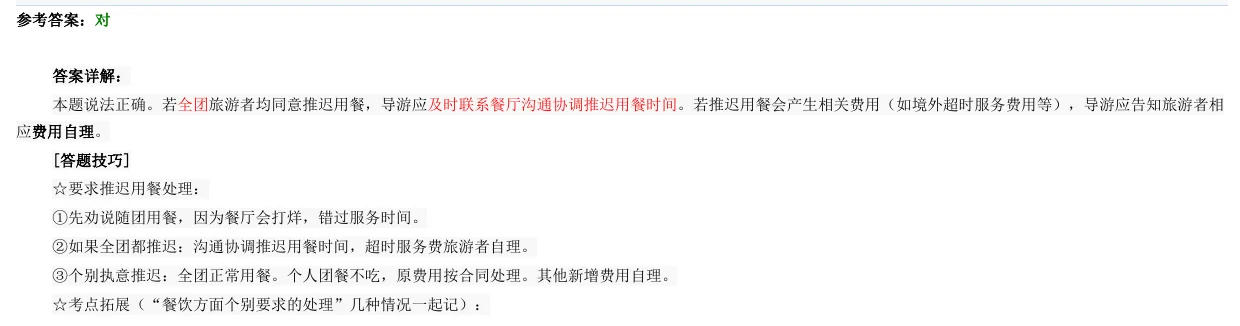 参考答案：对
答案详解：
本题说法正确。若全团旅游者均同意推迟用餐，导游应及时联系餐厅沟通协调推迟用餐时间。若推迟用餐会产生相关费用（如境外超时服务费用等），导游应告知旅游者相
应费用自理。
[答题技巧]
☆要求推迟用餐处理：
①先劝说随团用餐，因为餐厅会打烊，错过服务时间。
②如果全团都推迟：沟通协调推迟用餐时间，超时服务费旅游者自理。
③个别执意推迟：全团正常用餐。个人团餐不吃，原费用按合同处理。其他新增费用自理。
☆考点拓展（“餐饮方面个别要求的处理”几种情况一起记）：